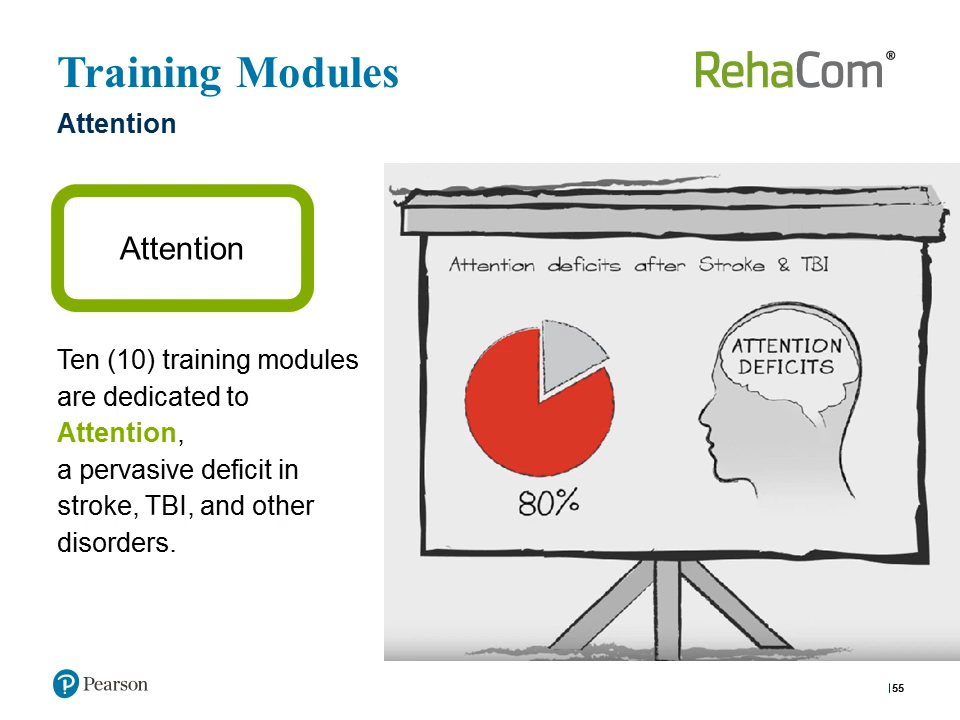 Training Modules
RehaCom®
Attention
Attention
Ten (10) training modules
are dedicated to
Attention,
a pervasive deficit in
stroke, TBI, and other
disorders.
Attention deficits after Stroke & TBI
ATTENTION
DEFICITS
80%
P Pearson
|55